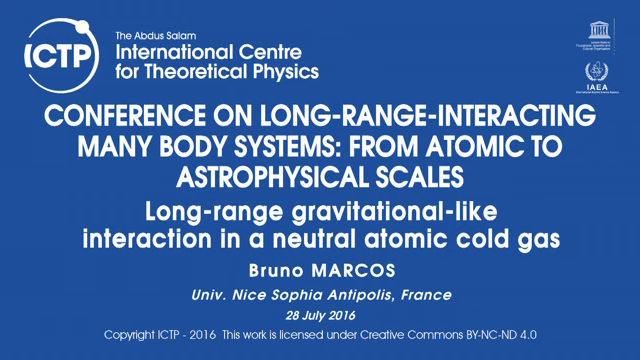 ICTP
The Abdus Salam
International Centre
for Theoretical Physics
IAEA
CONFERENCE ON LONG-RANGE-INTERACTING
MANY BODY SYSTEMS: FROM ATOMIC TO
ASTROPHYSICAL SCALES
Long-range gravitational-like
interaction in a neutral atomic cold gas
Bruno MARCOS
Univ. Nice Sophia Antipolis, France
28 July 2016
Copyright ICTP - 2016 This work is licensed under Creative Commons BY-NC-ND 4.0